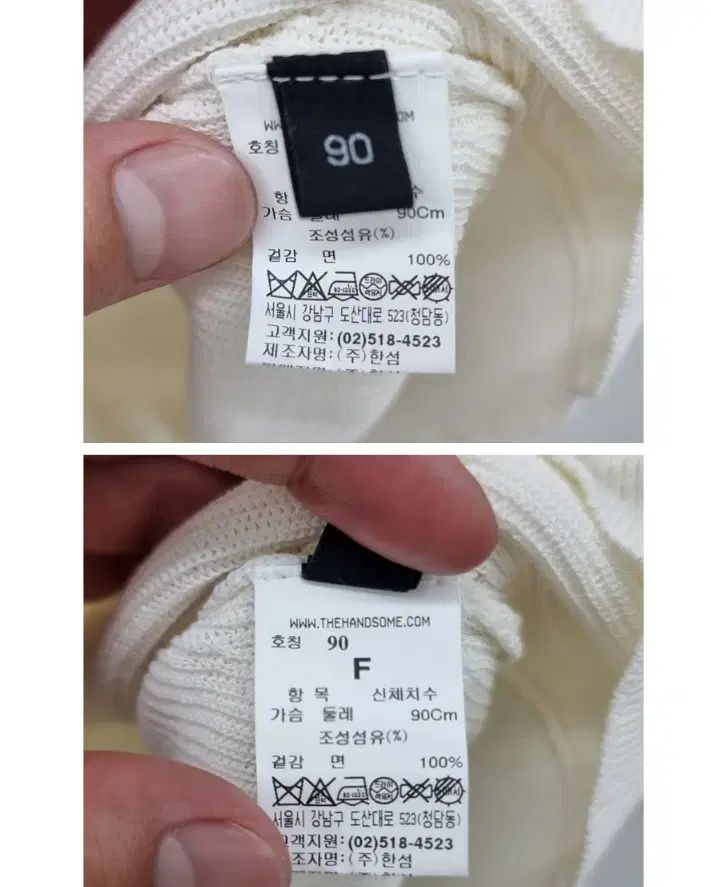 90
호칭
항 치수
가슴 둘레 90Cm
조성섬유(%)
겉감 면 100%
서울시 강남구 도산대로 523(청담동)
고객지원:(02)518-4523
제조자명:(주)한섬
WWW.THEHANDSOME.COM
호칭 90
F
항 목 신체치수
가슴 둘레 90Cm
조성섬유(%)
겉감 면 100%
서울시 강남구 도산대로 523(청담동)
고객지원:(02)518-4523
조자명:(주)한섬